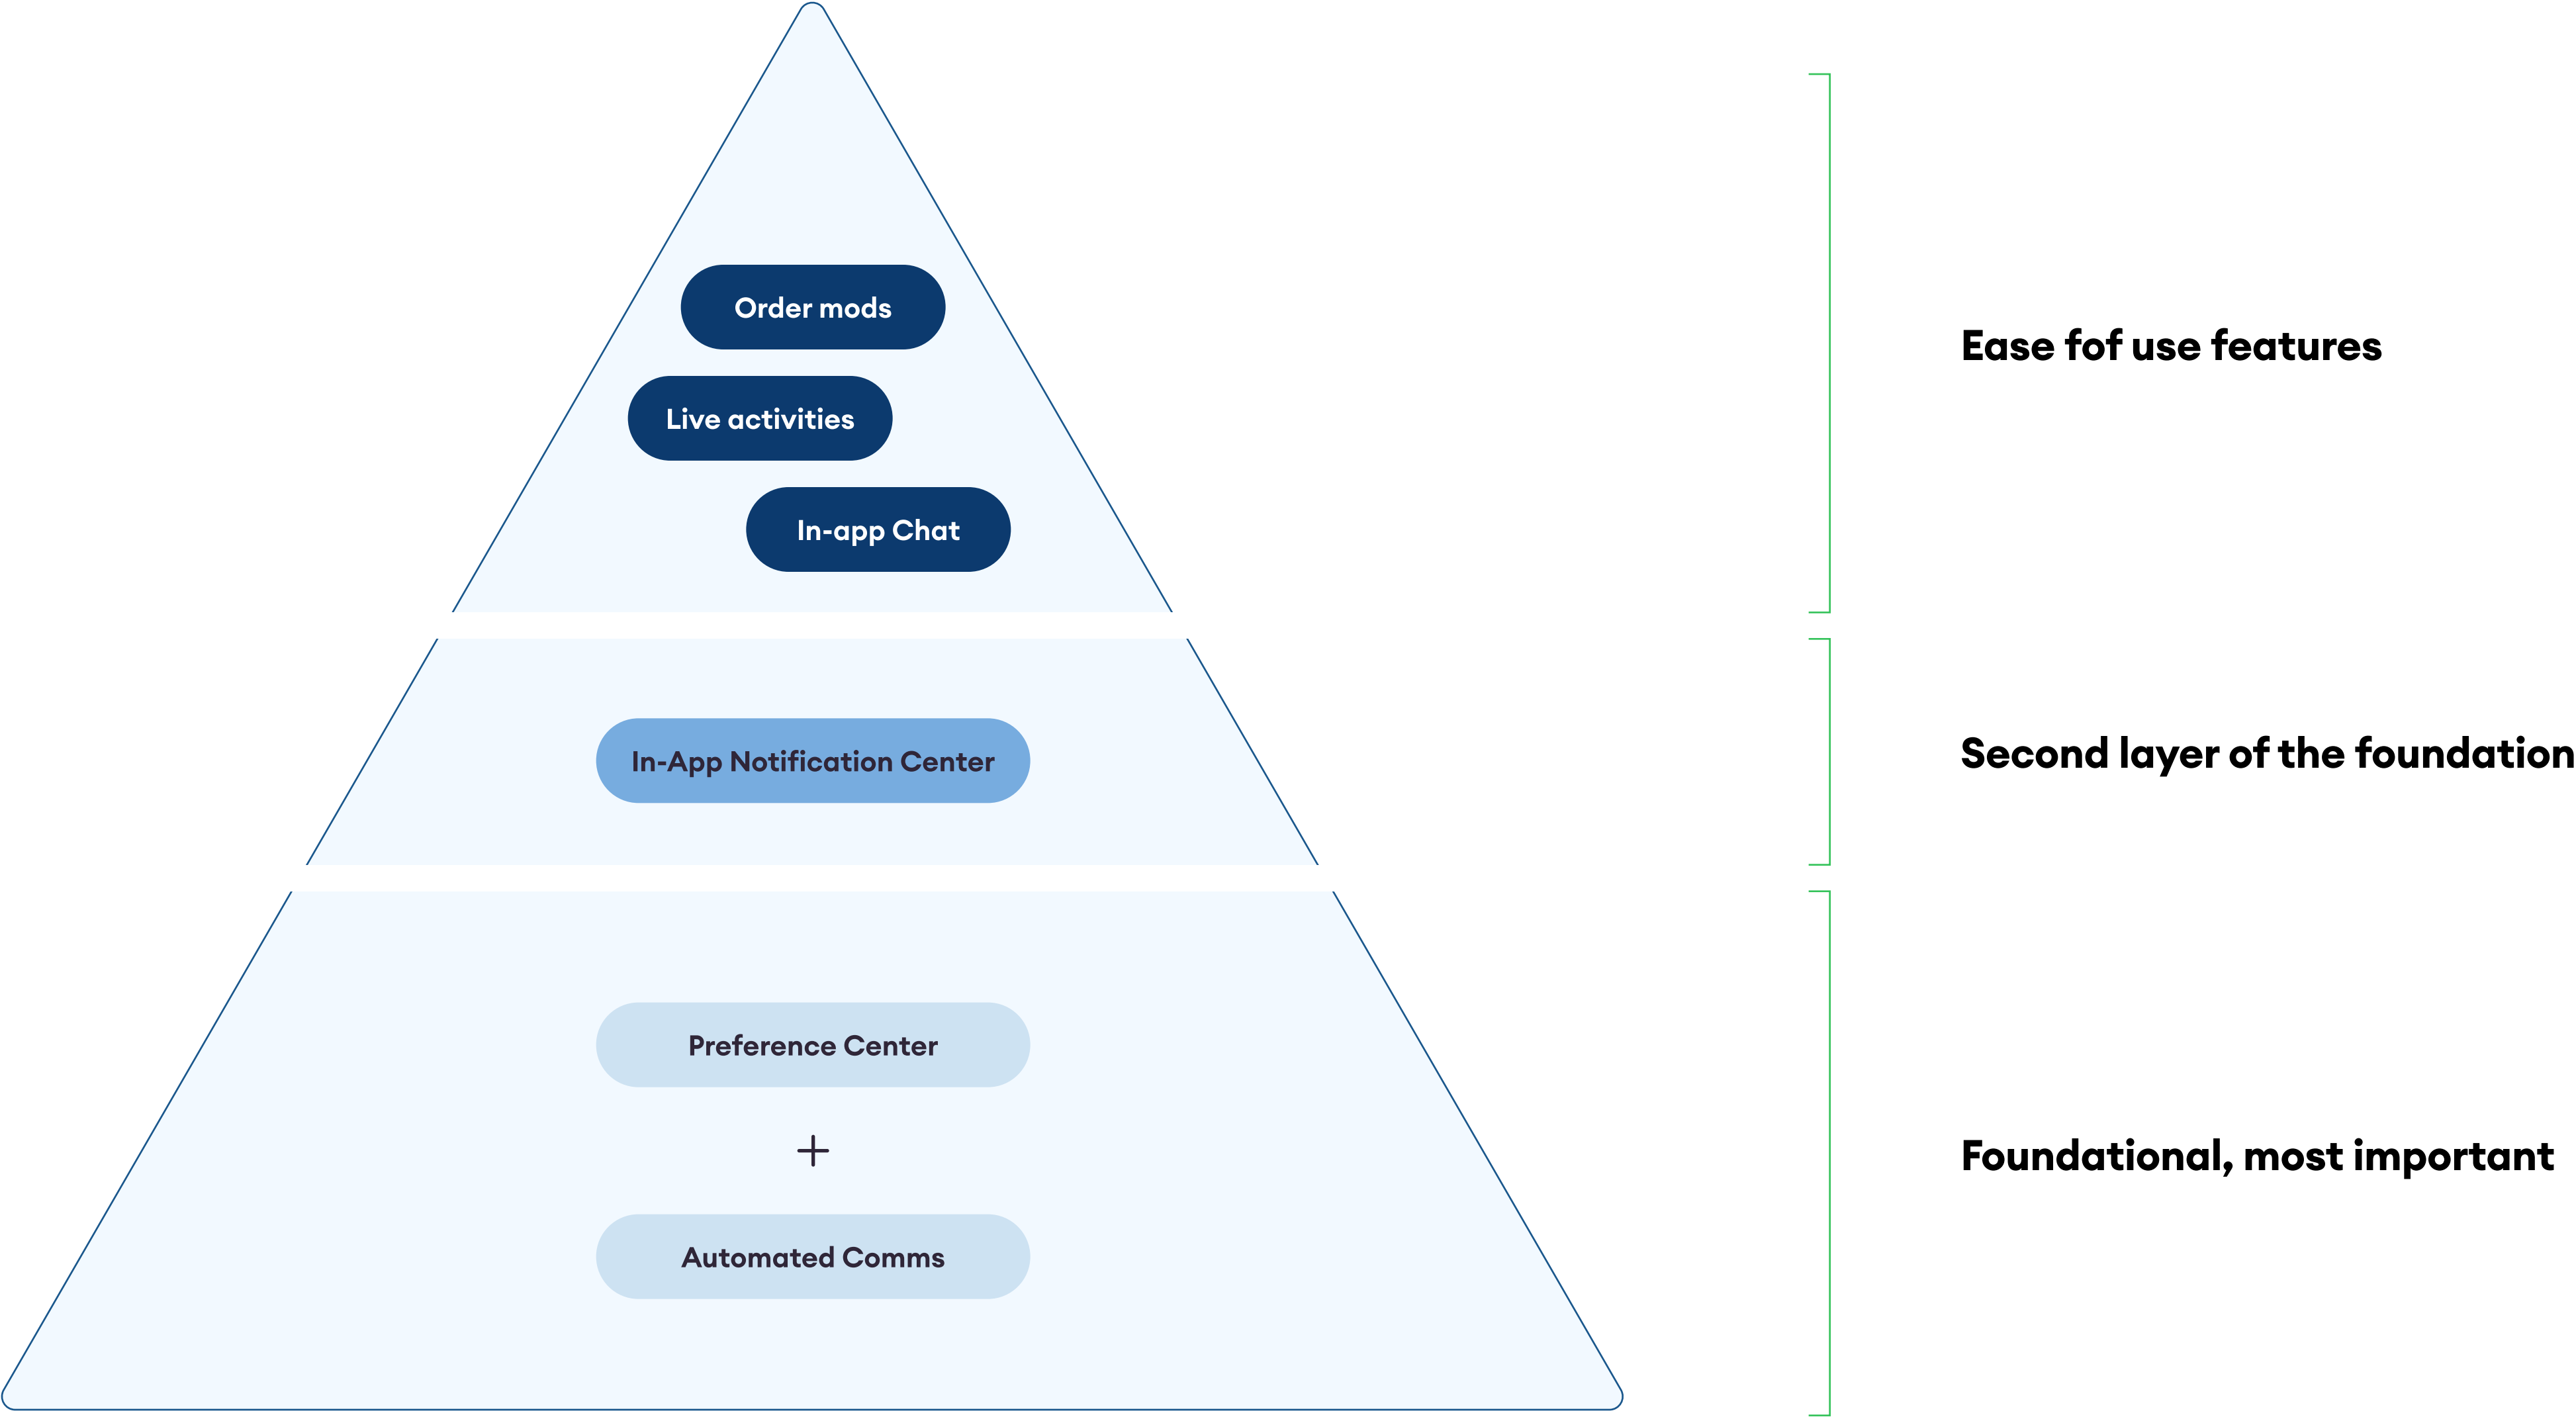 Order mods
Live activities
In-app Chat
Ease fof use features
In-App Notification Center
Second layer of the foundation
Preference Center
+
Automated Comms
Foundational, most important